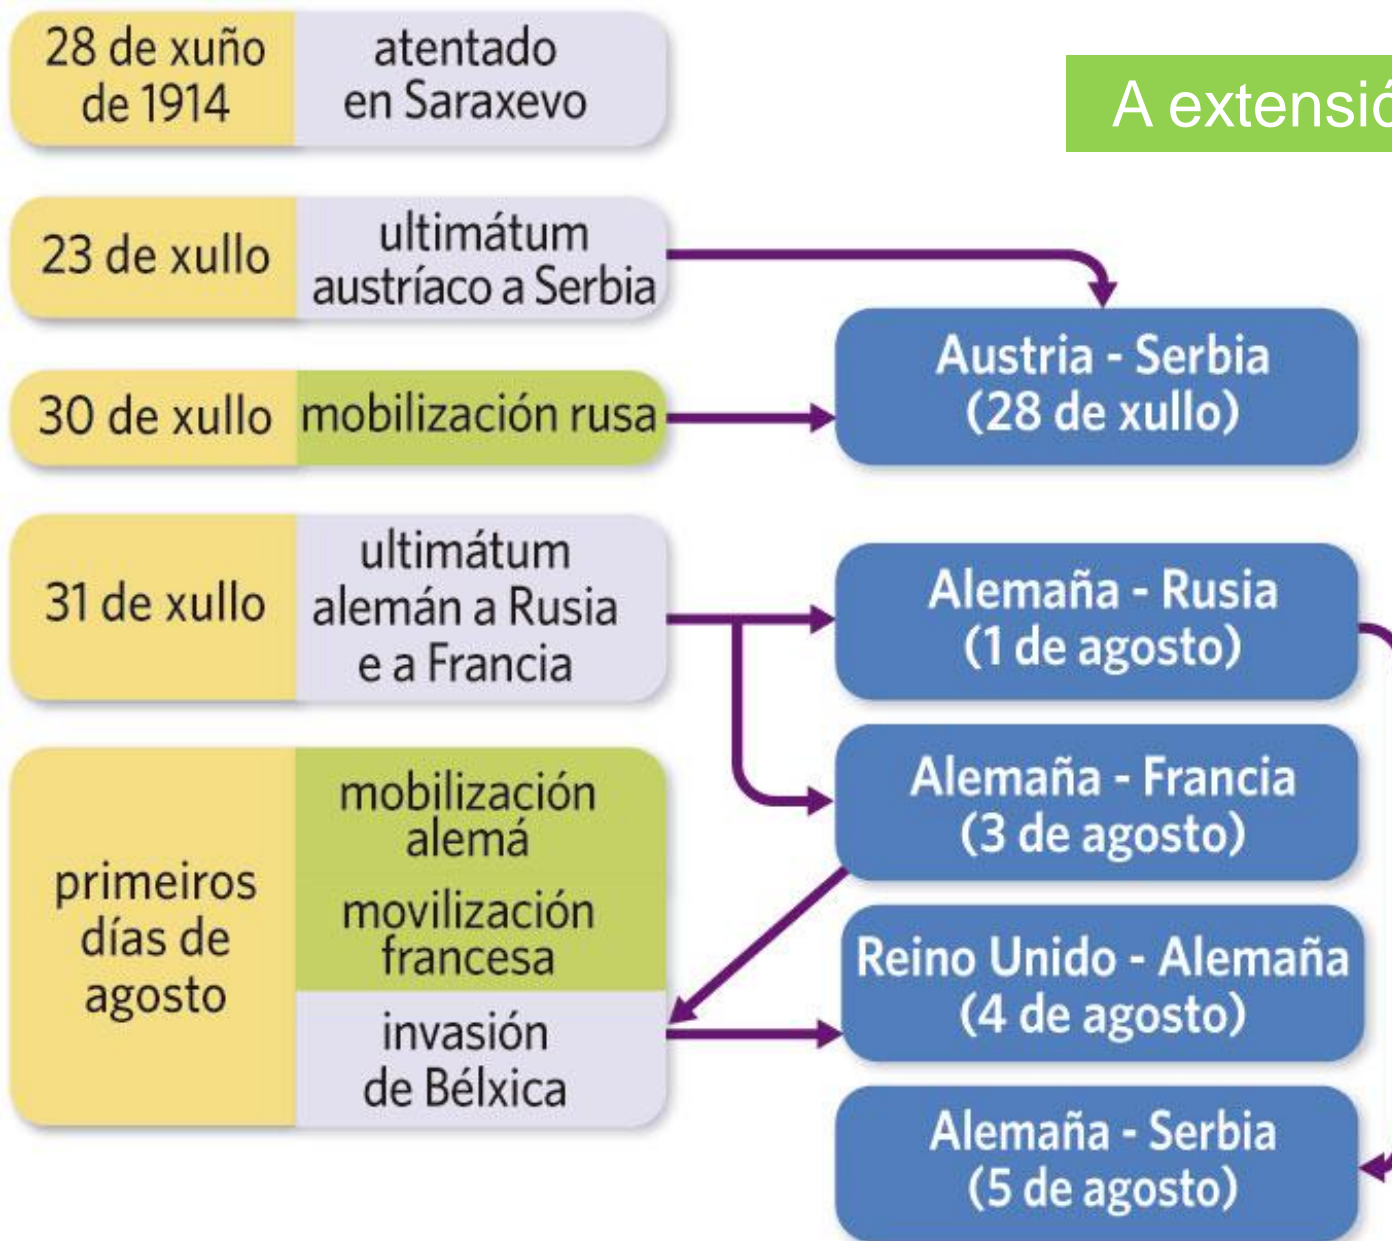 28 de xuño
de 1914
atentado
en Saraxevo
A extensió
23 de xullo
ultimátum
austríaco a Serbia
Austria - Serbia
(28 de xullo)
30 de xullo
mobilización rusa
31 de xullo
ultimátum
alemán a Rusia
e a Francia
Alemaña - Rusia
(1 de agosto)
Alemaña - Francia
(3 de agosto)
primeiros
días de
agosto
mobilización
alemá
movilización
francesa
invasión
de Bélxica
Reino Unido - Alemaña
(4 de agosto)
Alemaña - Serbia
(5 de agosto)